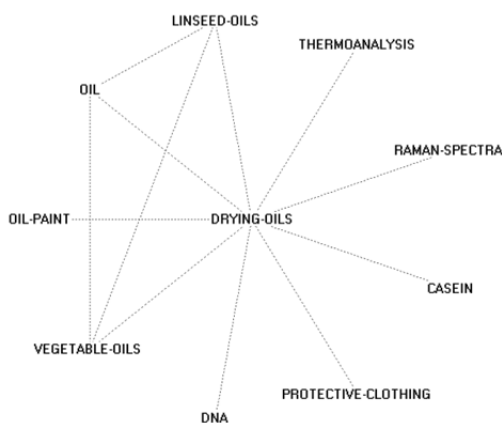 LINSEED-OILS
THERMOANALYSIS
OIL
RAMAN-SPECTRA
OIL-PAINT
DRYING-OILS
CASEIN
VEGETABLE-OILS
PROTECTIVE-CLOTHING
DNA